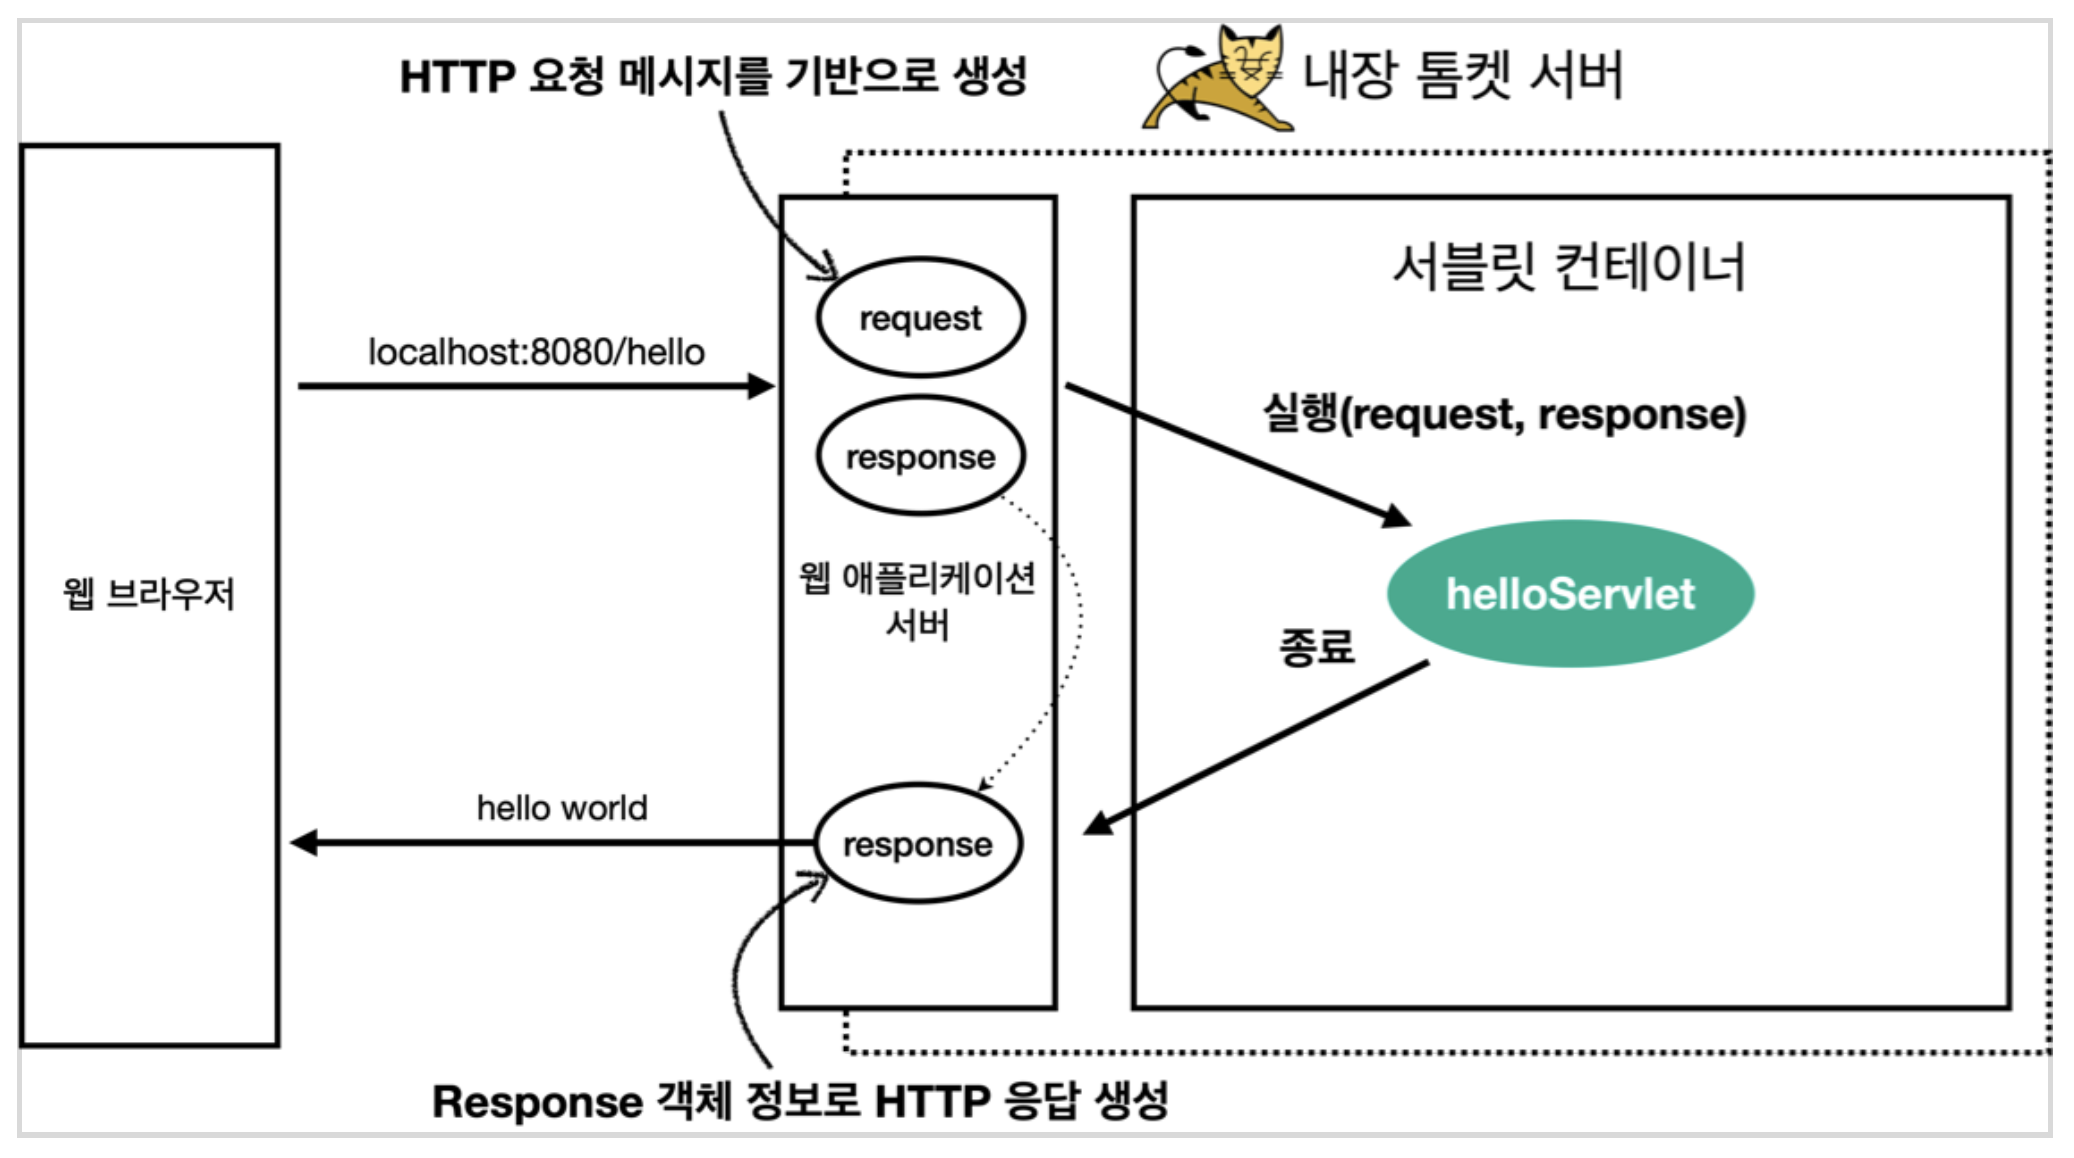 HTTP 요청 메시지를 기반으로 생성
내장 톰켓 서버
서블릿 컨테이너
request
localhost:8080/hello
실행(request, response)
response
웹 브라우저
웹 애플리케이션
서버
helloServlet
종료
hello world
response
Response 객체 정보로 HTTP 응답 생성